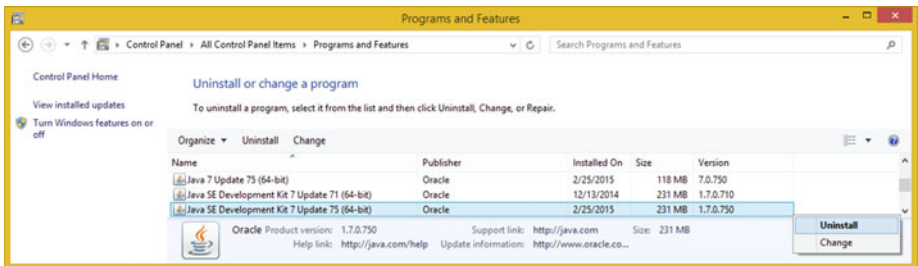 Programs and Features
Control Panel › All Control Panel Items › Programs and Features
Search Programs and Features
Control Panel Home
View installed updates
Turn Windows features on or
off
Uninstall or change a program
To uninstall a program, select it from the list and then click Uninstall, Change, or Repair.
Organize Uninstall Change
Name Publisher Installed On Size Version
Java 7 Update 75 (64-bit) Oracle 2/25/2015 118 MB 7.0.750
Java SE Development Kit 7 Update 71 (64-bit) Oracle 12/13/2014 231 MB 1.7.0.710
Java SE Development Kit 7 Update 75 (64-bit) Oracle 2/25/2015 231 MB 1.7.0.750
Oracle Product version: 1.7.0.750 Support link: http://java.com Size: 231 MB
Help link: http://java.com/help Update information: http://www.oracle.co...
Uninstall
Change